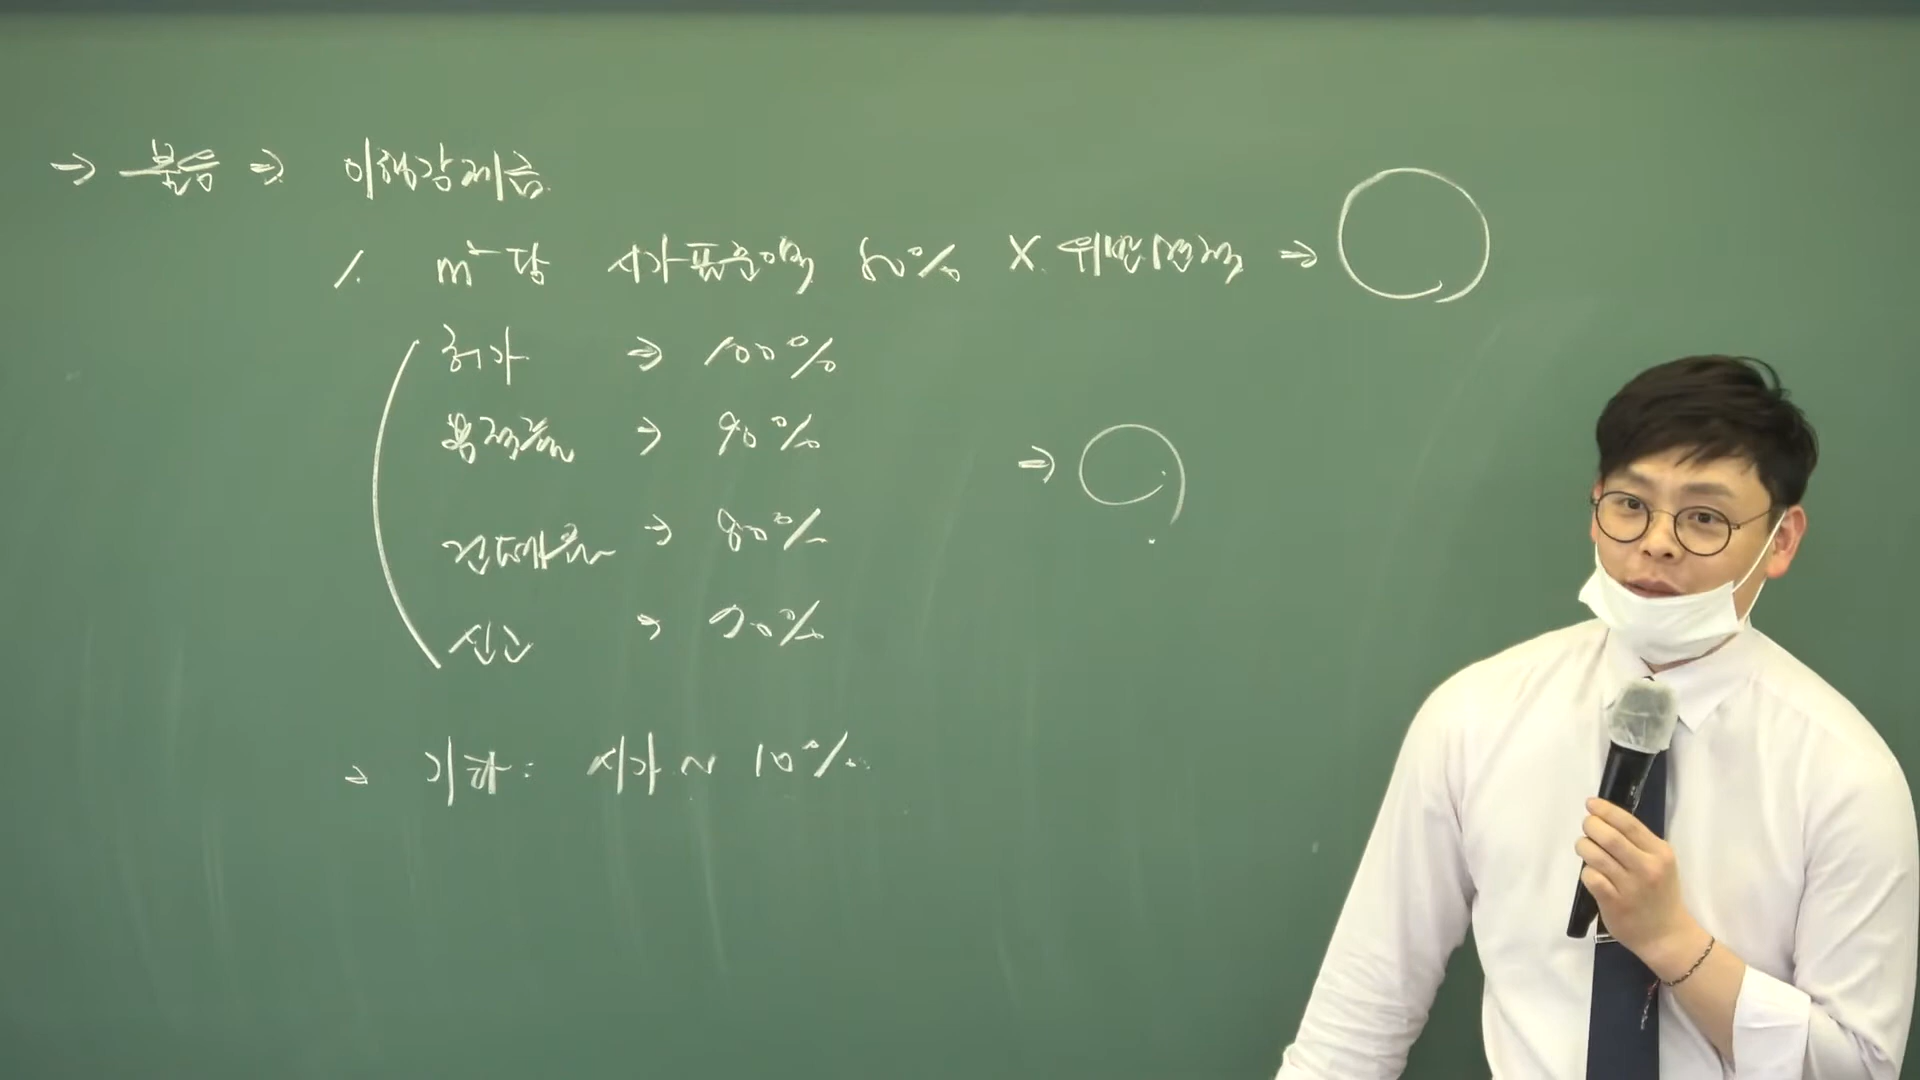 → 불응 ⇒ 이행강제금
1. m²당 시가표준액 50% X 위반면적 ⇒
허가 ⇒ 100%
용적률 → 90%
건폐율 → 80%
신고 → 70%
→ 기타: 시가 ~ 10%